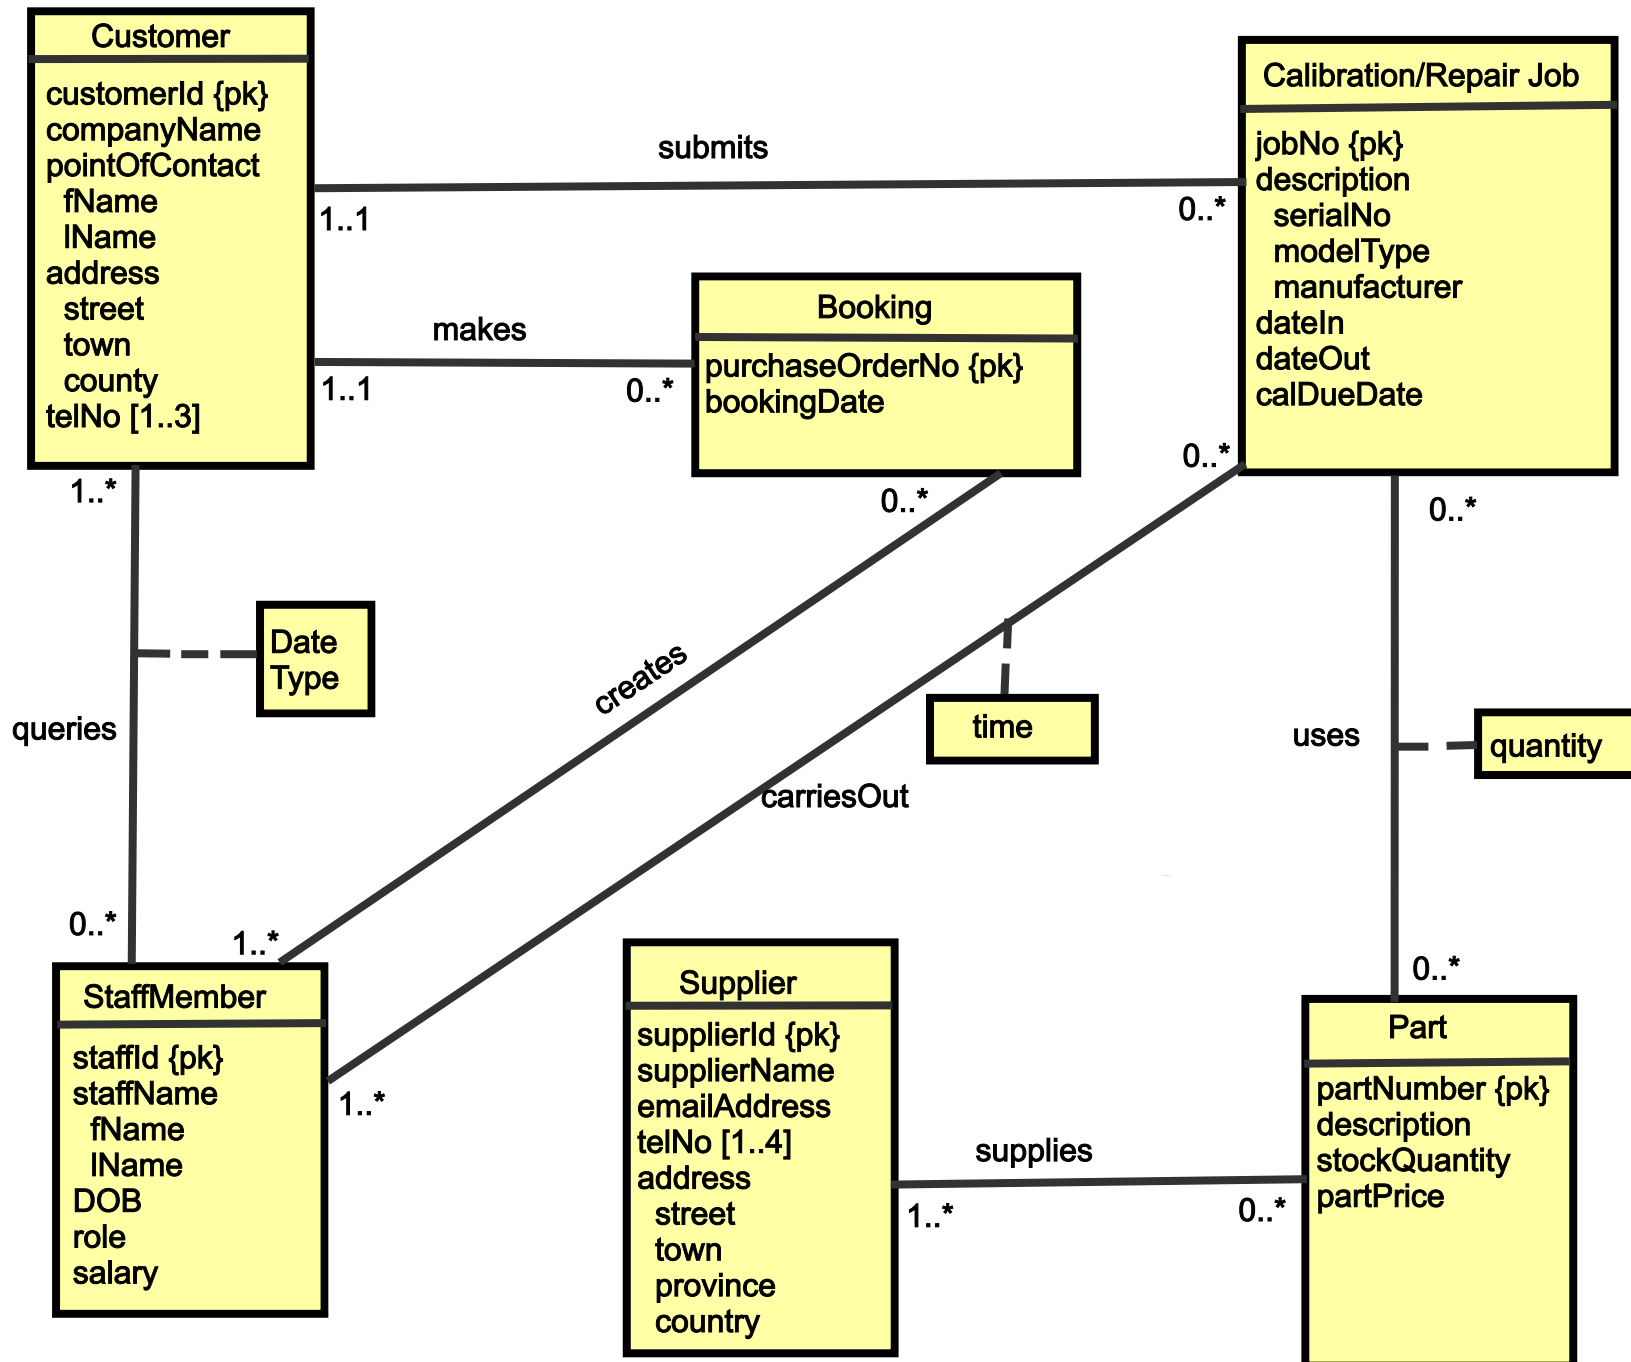 Customer
customerId {pk}
companyName
pointOfContact
fName
lName
address
street
town
county
telNo [1..3]
submits
1..1
0..*
Calibration/Repair Job
jobNo {pk}
description
serialNo
modelType
manufacturer
dateIn
dateOut
calDueDate
makes
1..1
0..*
Booking
purchaseOrderNo {pk}
bookingDate
1..*
0..*
0..*
0..*
Date
Type
queries
creates
time
carriesOut
uses
quantity
0..*
1..*
1..*
0..*
StaffMember
staffId {pk}
staffName
fName
lName
DOB
role
salary
Supplier
supplierId {pk}
supplierName
emailAddress
telNo [1..4]
address
street
town
province
country
supplies
1..*
0..*
Part
partNumber {pk}
description
stockQuantity
partPrice